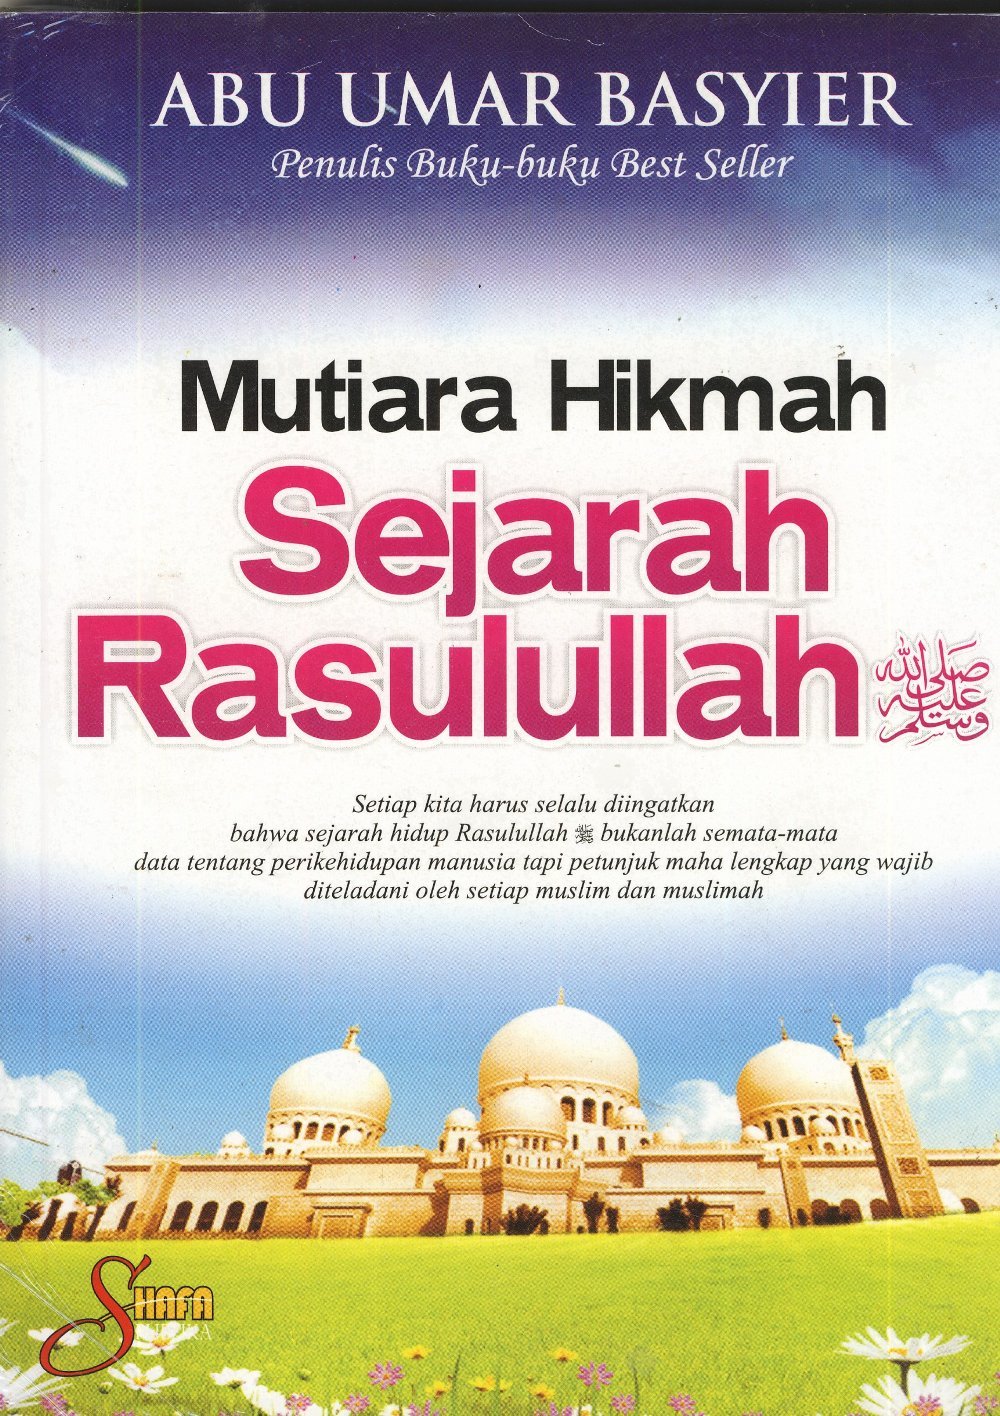 ABU UMAR BASYIER
Penulis Buku-buku Best Seller
Mutiara Hikmah
Sejarah
Rasulullah صلى الله عليه وسلم
Setiap kita harus selalu diingatkan
bahwa sejarah hidup Rasulullah ﷺ bukanlah semata-mata
data tentang perikehidupan manusia tapi petunjuk maha lengkap yang wajib
diteladani oleh setiap muslim dan muslimah
SHAFA